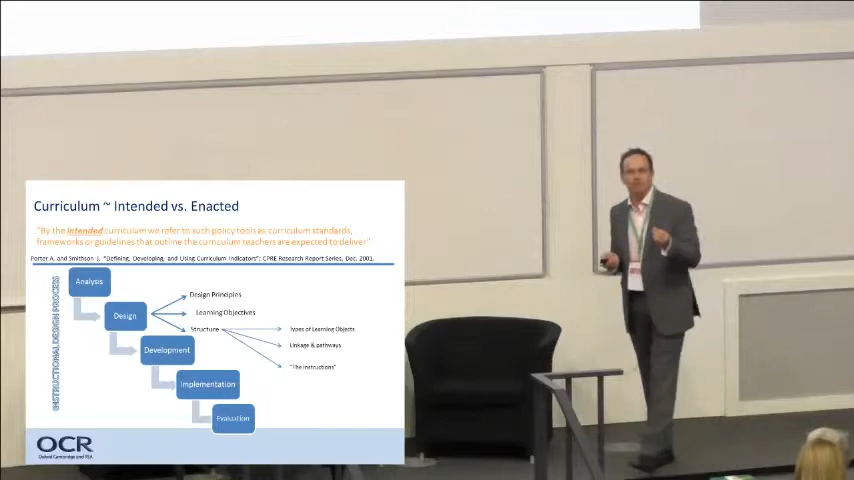 Curriculum ~ Intended vs. Enacted
"By the intended curriculum we refer to such policy tools as curriculum standards,
frameworks or guidelines that outline the curriculum teachers are expected to deliver"
Porter A. and Smithson J. "Defining, Developing, and Using Curriculum Indicators"; CPRE Research Report Series, Dec. 2001.
INSTRUCTIONAL DESIGN PROCESS
Analysis
Design
Design Principles
Learning Objectives
Structure
Types of Learning Objects
Linkage & pathways
"The Instructions"
Development
Implementation
Evaluation
OCR
Oxford Cambridge and RSA